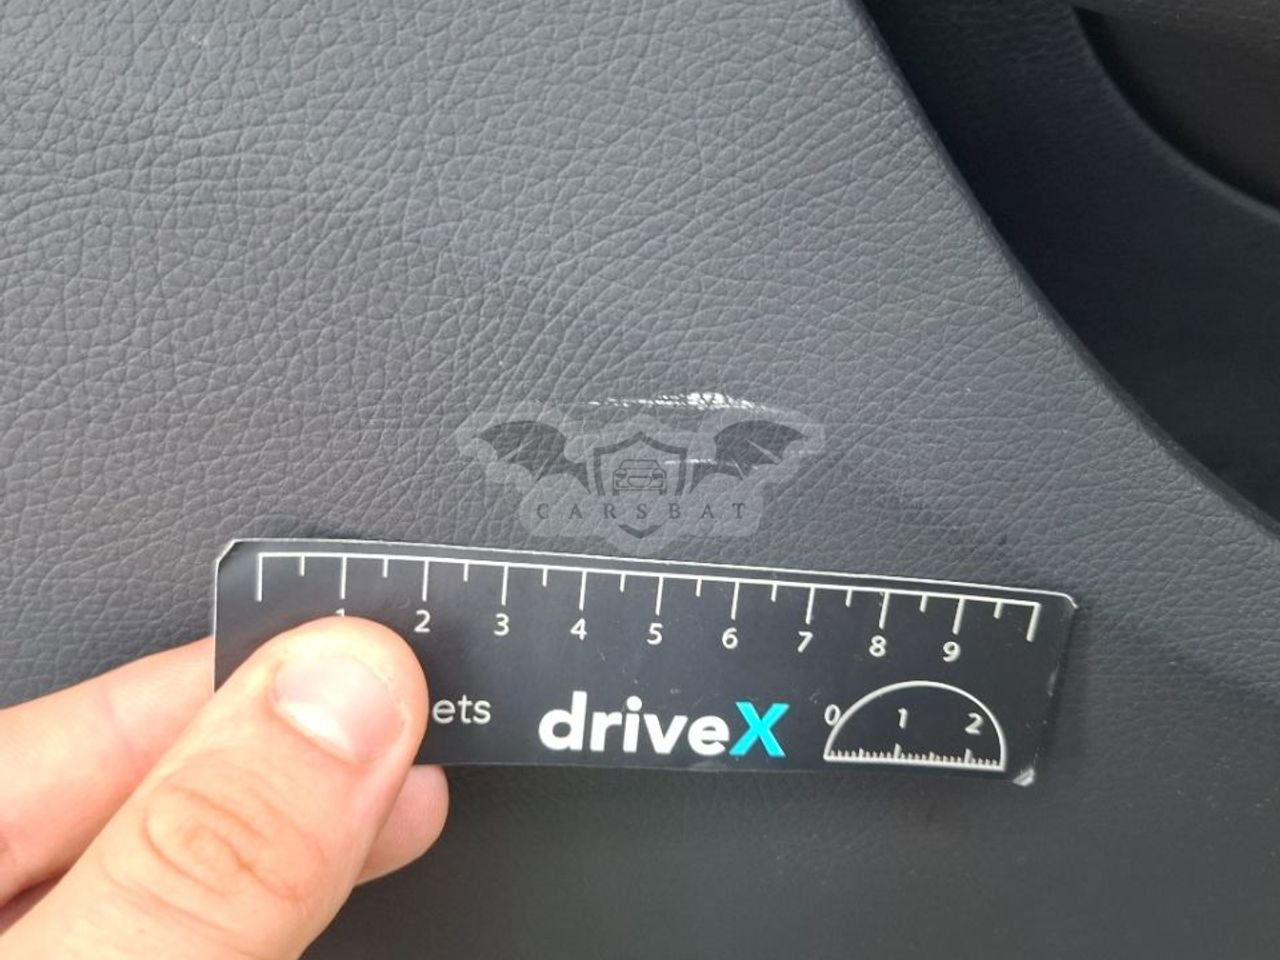 CARSBAT
1 2 3 4 5 6 7 8 9
ets
driveX
0 1 2